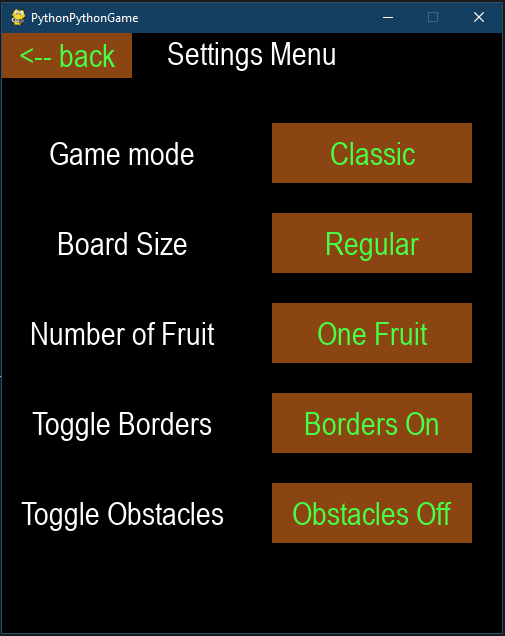 PythonPythonGame
<-- back
Settings Menu
Game mode
Classic
Board Size
Regular
Number of Fruit
One Fruit
Toggle Borders
Borders On
Toggle Obstacles
Obstacles Off